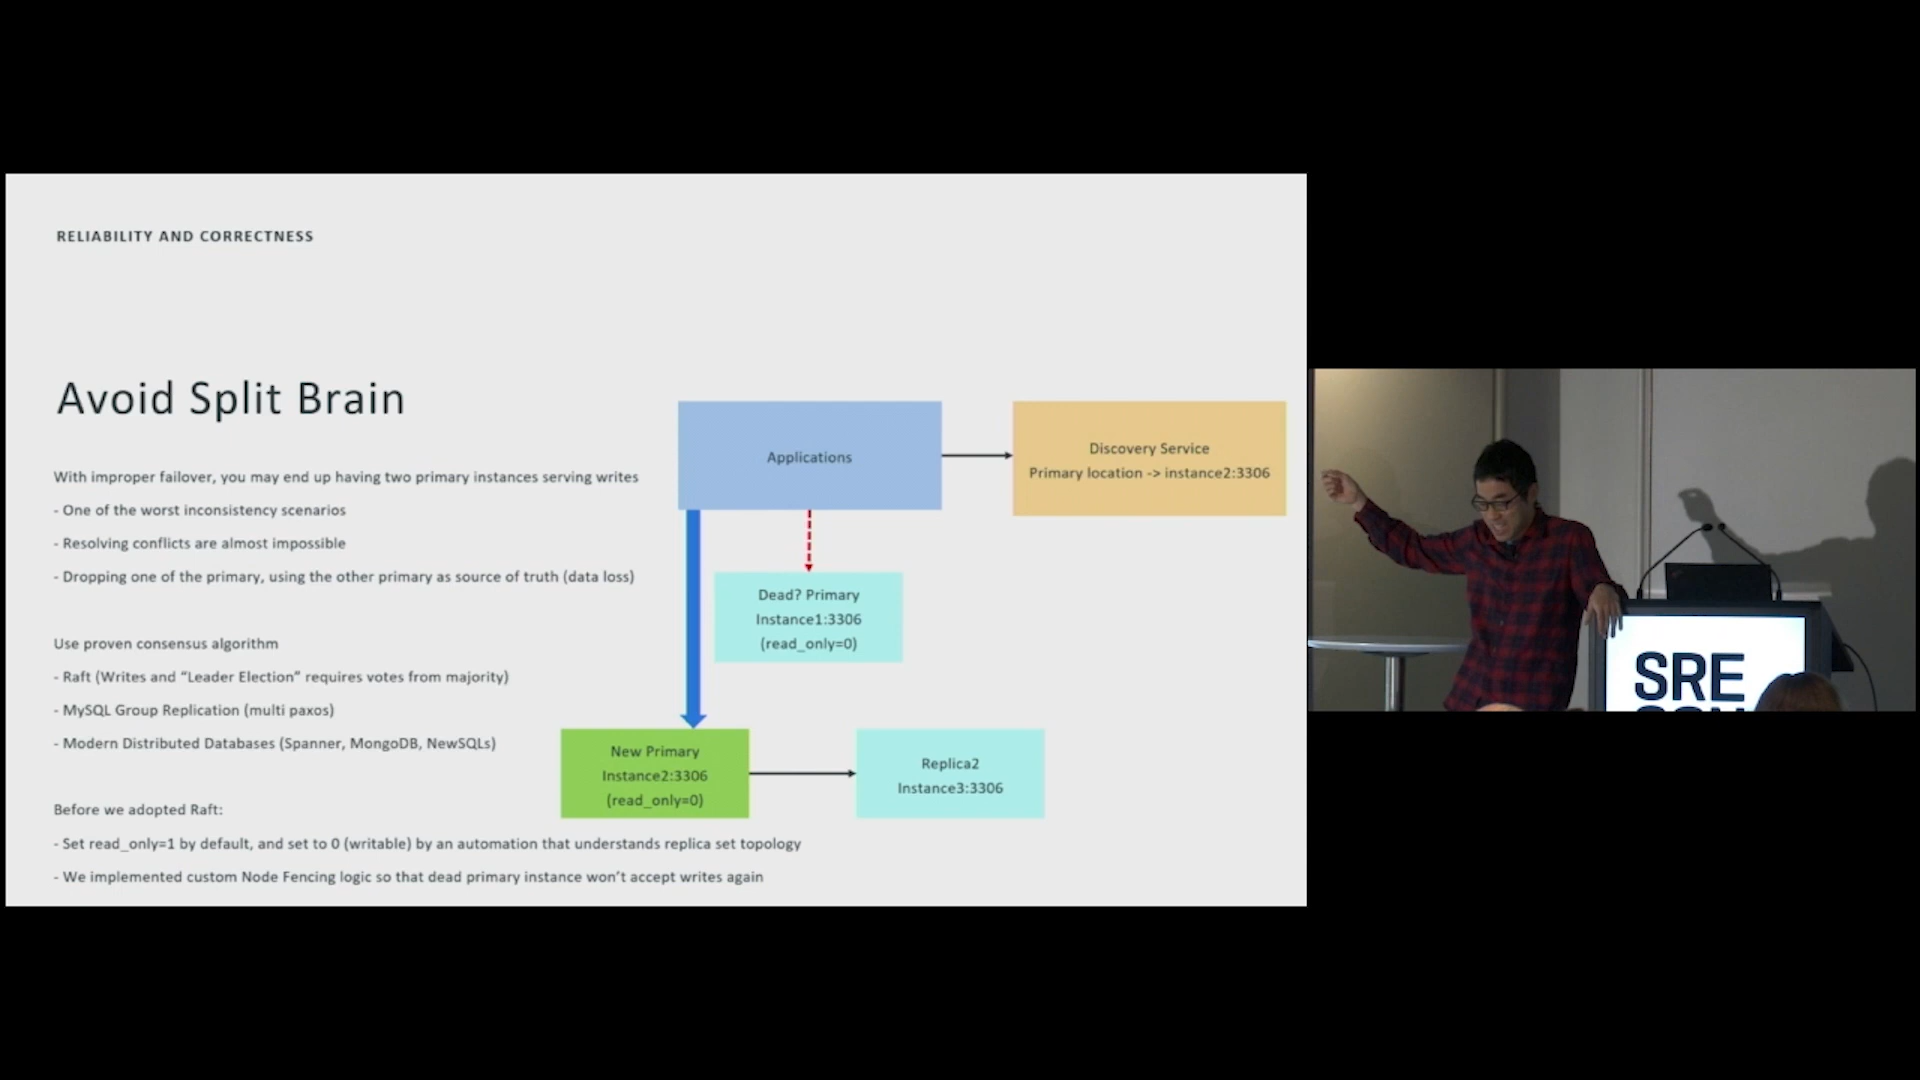 RELIABILITY AND CORRECTNESS
Avoid Split Brain
With improper failover, you may end up having two primary instances serving writes
- One of the worst inconsistency scenarios
- Resolving conflicts are almost impossible
- Dropping one of the primary, using the other primary as source of truth (data loss)
Use proven consensus algorithm
- Raft (Writes and “Leader Election” requires votes from majority)
- MySQL Group Replication (multi paxos)
- Modern Distributed Databases (Spanner, MongoDB, NewSQLs)
Before we adopted Raft:
- Set read_only=1 by default, and set to 0 (writable) by an automation that understands replica set topology
- We implemented custom Node Fencing logic so that dead primary instance won’t accept writes again
Applications
Discovery Service
Primary location -> instance2:3306
Dead? Primary
Instance1:3306
(read_only=0)
New Primary
Instance2:3306
(read_only=0)
Replica2
Instance3:3306
SRE